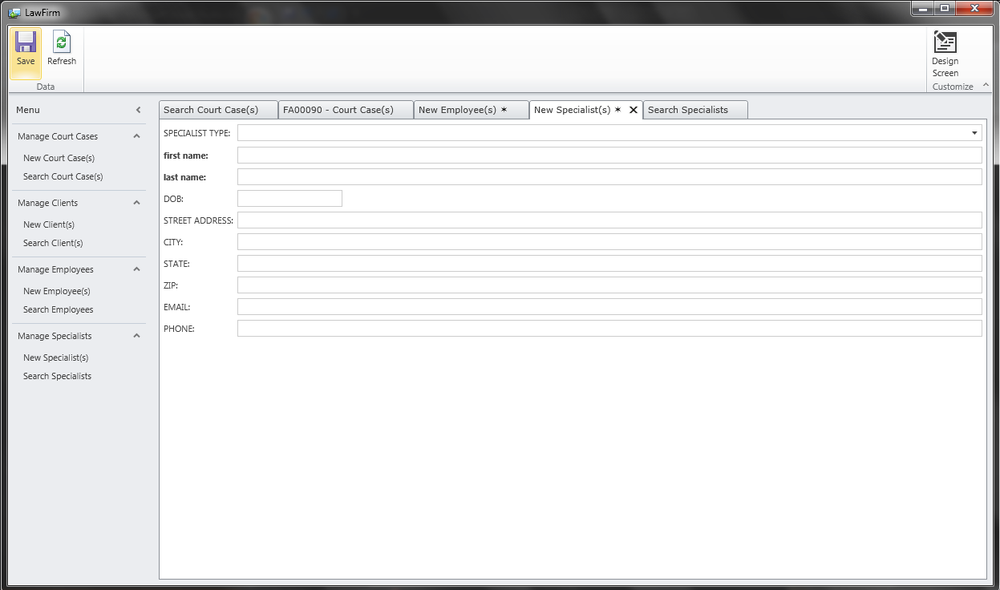 LawFirm
Save
Refresh
Data
Design
Screen
Customize
Menu
Manage Court Cases
New Court Case(s)
Search Court Case(s)
Manage Clients
New Client(s)
Search Client(s)
Manage Employees
New Employee(s)
Search Employees
Manage Specialists
New Specialist(s)
Search Specialists
Search Court Case(s) FA00090 - Court Case(s) New Employee(s) * New Specialist(s) * Search Specialists
SPECIALIST TYPE:
first name:
last name:
DOB:
STREET ADDRESS:
CITY:
STATE:
ZIP:
EMAIL:
PHONE: